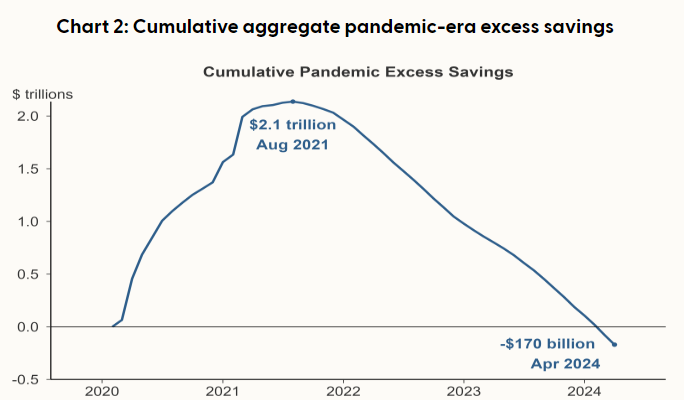 Chart 2: Cumulative aggregate pandemic-era excess savings
Cumulative Pandemic Excess Savings
$ trillions
2.0
$2.1 trillion
Aug 2021
1.5
1.0
0.5
0.0
-$170 billion
Apr 2024
-0.5
2020 2021 2022 2023 2024